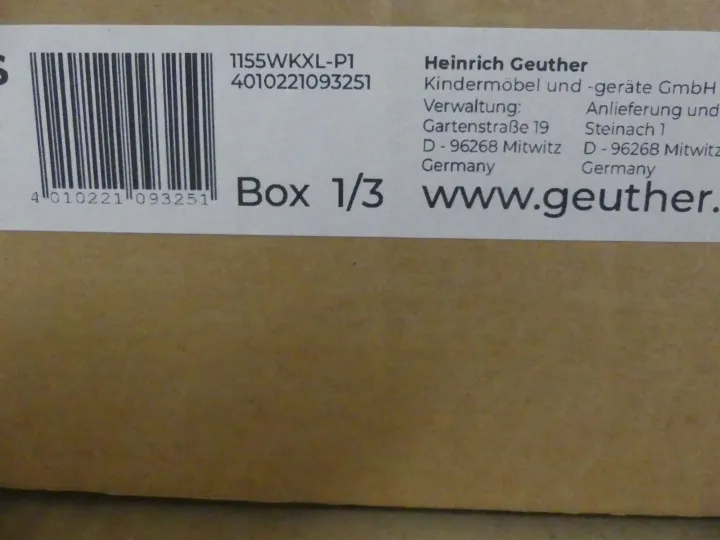 s
1155WKXL-P1
4010221093251
4 010221 093251
Box 1/3
Heinrich Geuther
Kindermöbel und -geräte GmbH
Verwaltung:
Gartenstraße 19
D - 96268 Mitwitz
Germany
Anlieferung und
Steinach 1
D - 96268 Mitwitz
Germany
www.geuther.